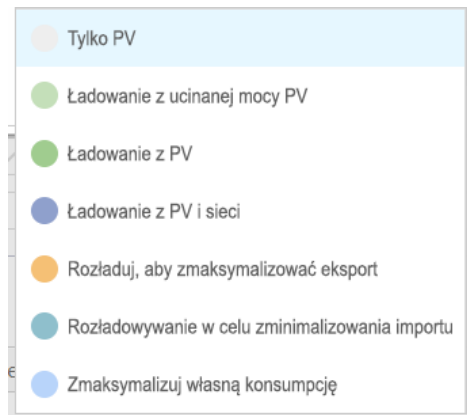 Tylko PV
Ładowanie z ucinanej mocy PV
Ładowanie z PV
Ładowanie z PV i sieci
Rozładuj, aby zmaksymalizować eksport
Rozładowywanie w celu zminimalizowania importu
e
Zmaksymalizuj własną konsumpcję